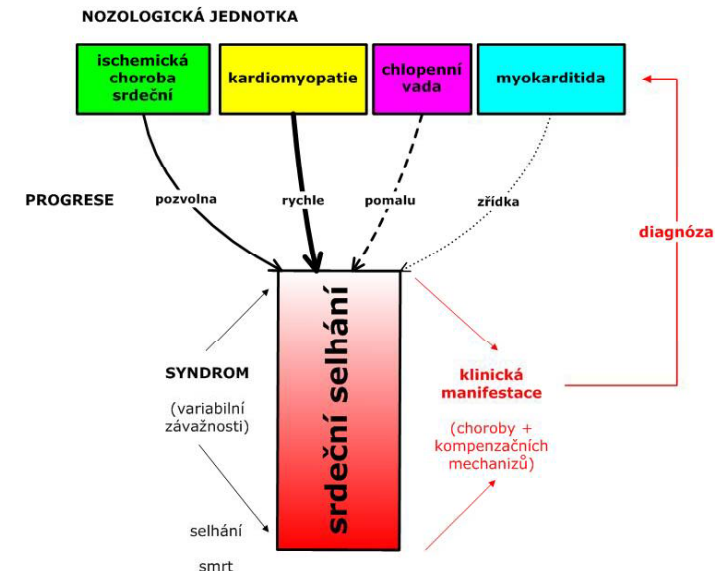 NOZOLOGICKÁ JEDNOTKA
ischemická
choroba
srdeční
kardiomyopatie
chlopenní
vada
myokarditida
PROGRESE
pozvolna
rychle
pomalu
zřídka
diagnóza
srdeční selhání
SYNDROM
(variabilní
závažnosti)
klinická
manifestace
(choroby +
kompenzačních
mechanizů)
selhání
smrt